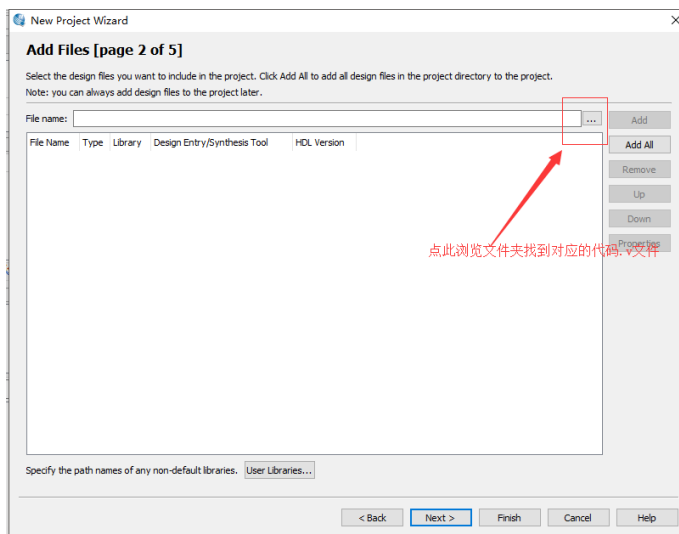 New Project Wizard
Add Files [page 2 of 5]
Select the design files you want to include in the project. Click Add All to add all design files in the project directory to the project.
Note: you can always add design files to the project later.
File name: ... Add
File Name Type Library Design Entry/Synthesis Tool HDL Version Add All
Remove
Up
Down
Properties
点此浏览文件夹找到对应的代码.v文件
Specify the path names of any non-default libraries. User Libraries...
< Back Next > Finish Cancel Help